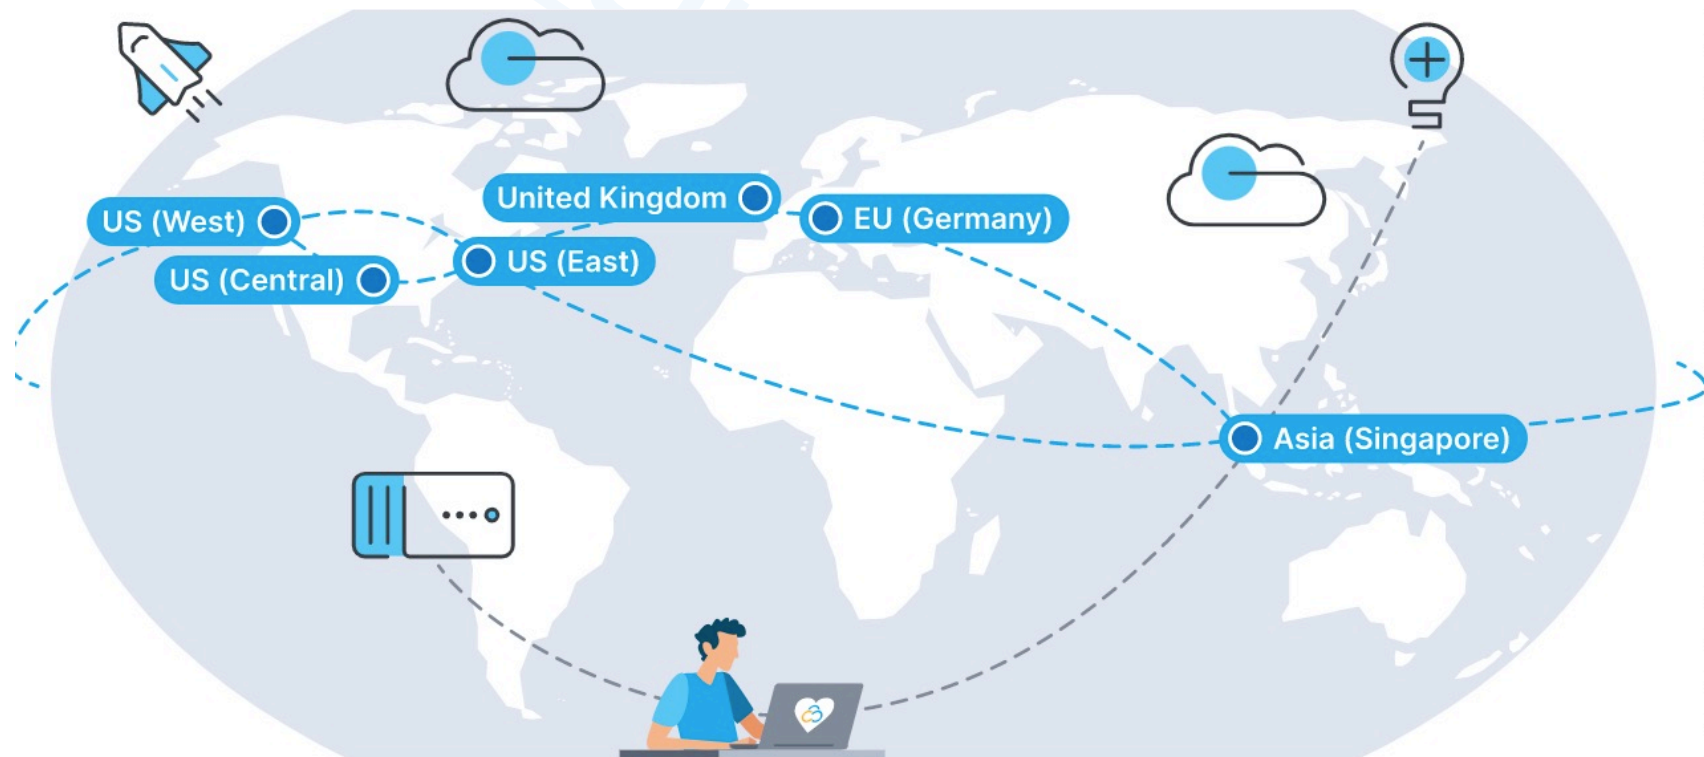 US (West)
US (Central)
US (East)
United Kingdom
EU (Germany)
Asia (Singapore)